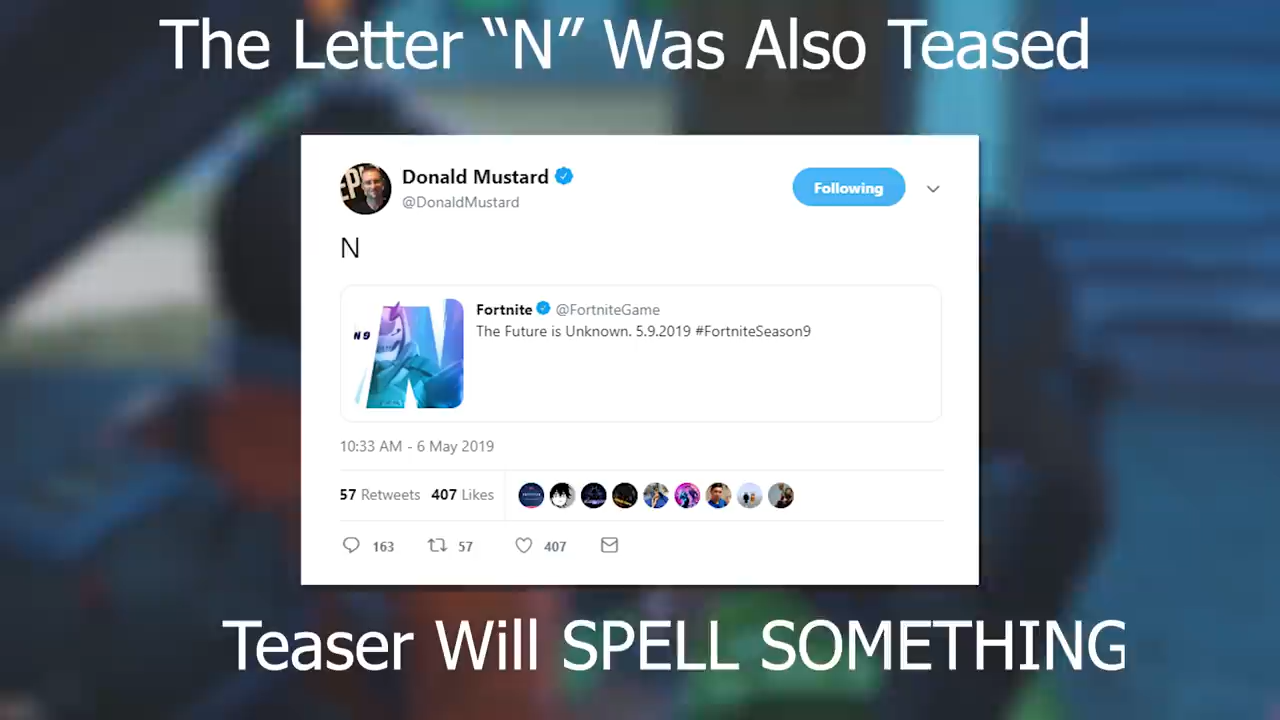 The Letter “N” Was Also Teased
Donald Mustard
@DonaldMustard
Following
N
Fortnite @FortniteGame
The Future is Unknown. 5.9.2019 #FortniteSeason9
N 9
10:33 AM - 6 May 2019
57 Retweets 407 Likes
163 57 407
Teaser Will SPELL SOMETHING